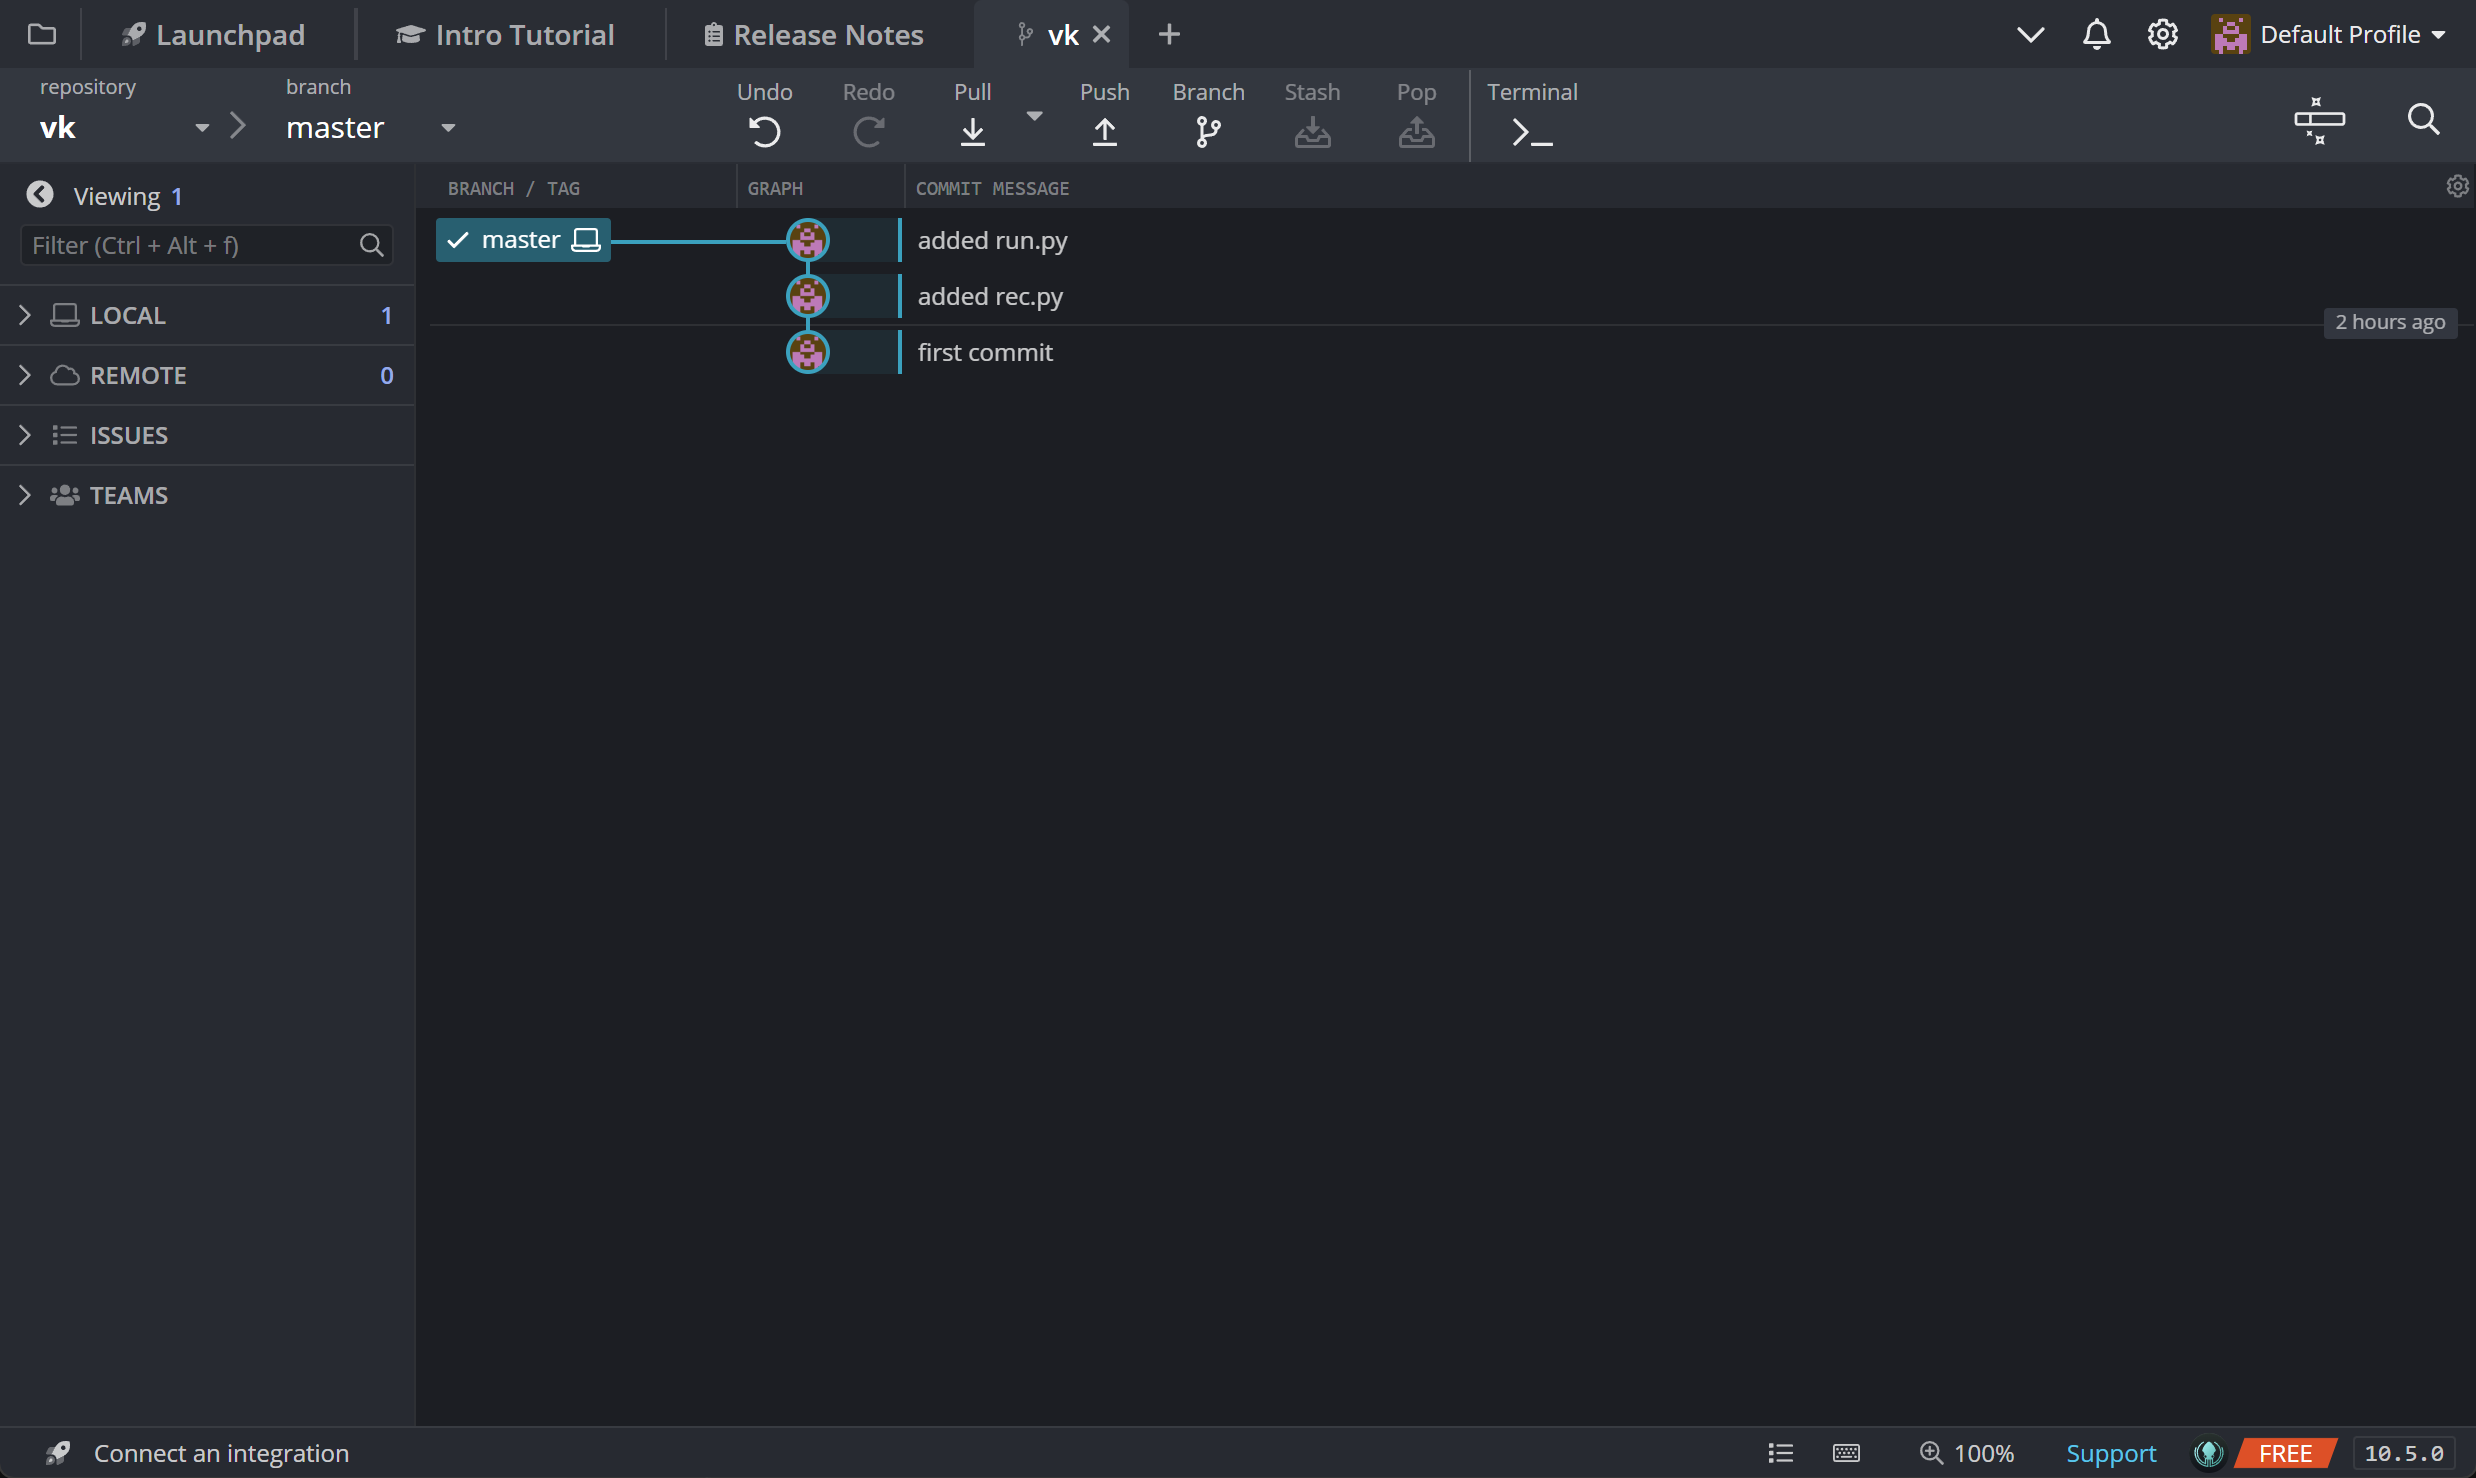 Launchpad
Intro Tutorial
Release Notes
vk
Default Profile
repository
vk
branch
master
Undo
Redo
Pull
Push
Branch
Stash
Pop
Terminal
Viewing 1
Filter (Ctrl + Alt + f)
LOCAL 1
REMOTE 0
ISSUES
TEAMS
BRANCH / TAG
GRAPH
COMMIT MESSAGE
master
added run.py
added rec.py
2 hours ago
first commit
Connect an integration
100%
Support
FREE
10.5.0